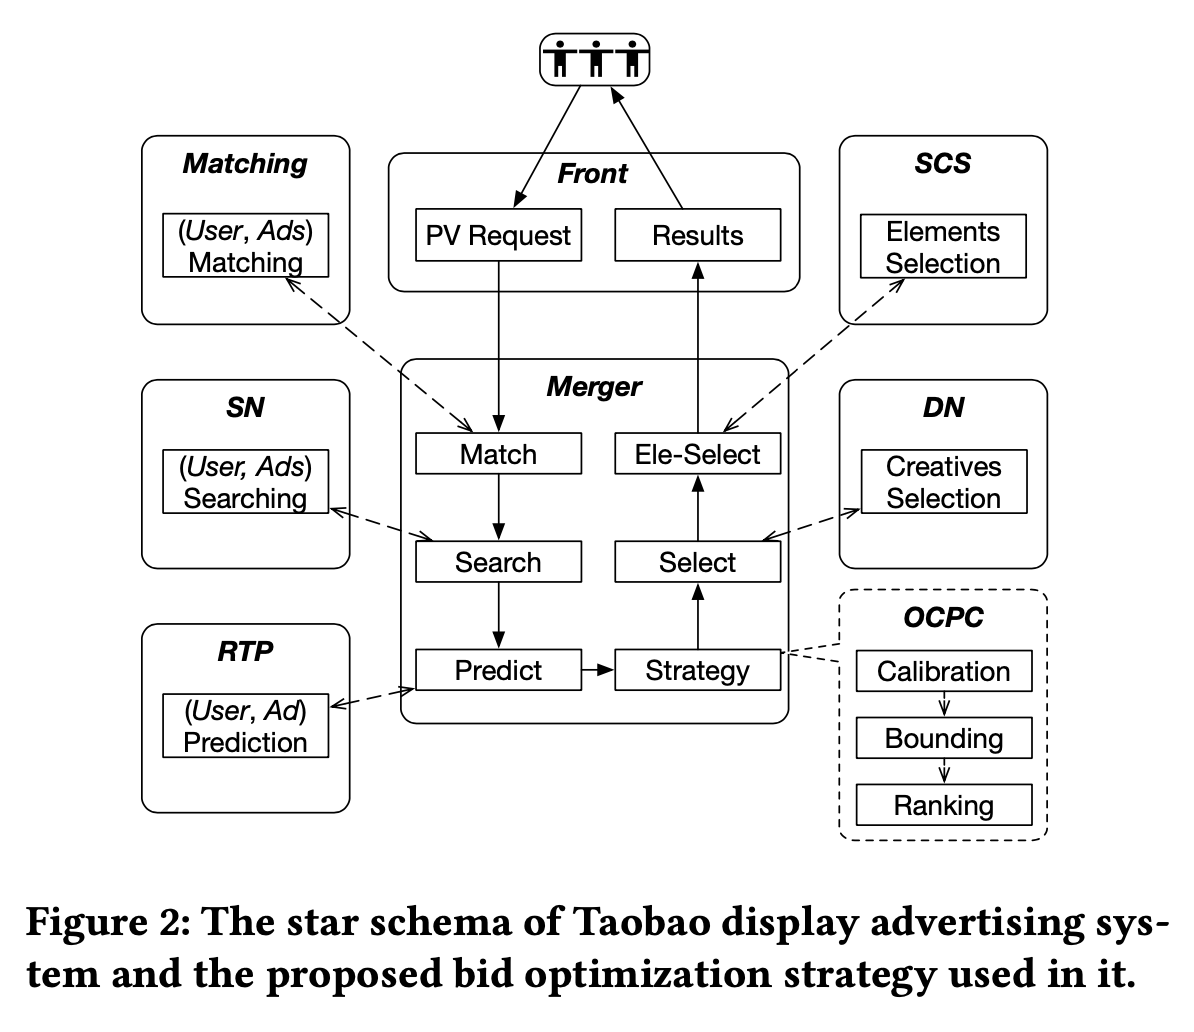 Matching
(User, Ads)
Matching
Front
PV Request
Results
SCS
Elements
Selection
SN
(User, Ads)
Searching
Merger
Match
Ele-Select
Search
Select
Predict
Strategy
DN
Creatives
Selection
RTP
(User, Ad)
Prediction
OCPC
Calibration
Bounding
Ranking
Figure 2: The star schema of Taobao display advertising sys-
tem and the proposed bid optimization strategy used in it.